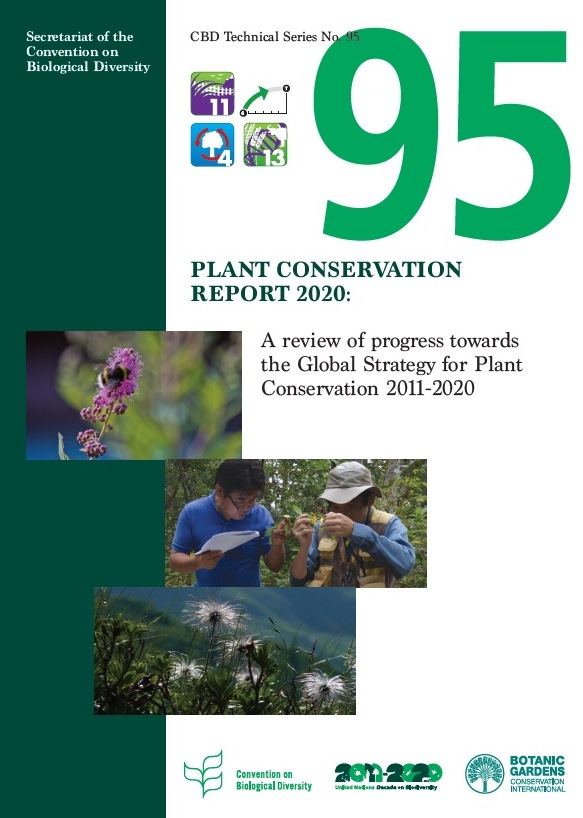 Secretariat of the
Convention on
Biological Diversity
CBD Technical Series No. 95
95
11
4
13
PLANT CONSERVATION
REPORT 2020:
A review of progress towards
the Global Strategy for Plant
Conservation 2011-2020
Convention on
Biological Diversity
2011-2020
United Nations Decade on Biodiversity
BOTANIC
GARDENS
CONSERVATION
INTERNATIONAL